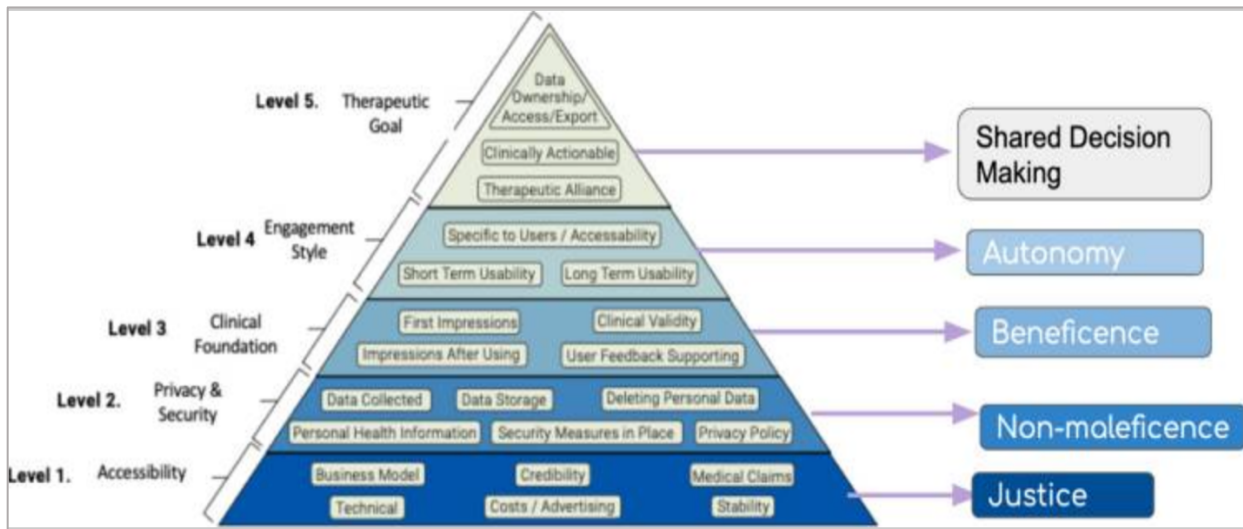 Level 5.
Therapeutic
Goal
Data
Ownership/
Access/Export
Clinically Actionable
Therapeutic Alliance
Shared Decision
Making
Level 4
Engagement
Style
Specific to Users / Accessability
Short Term Usability
Long Term Usability
Autonomy
Level 3
Clinical
Foundation
First Impressions
Clinical Validity
Impressions After Using
User Feedback Supporting
Beneficence
Level 2.
Privacy &
Security
Data Collected
Data Storage
Deleting Personal Data
Personal Health Information
Security Measures in Place
Privacy Policy
Non-maleficence
Level 1.
Accessibility
Business Model
Credibility
Medical Claims
Technical
Costs / Advertising
Stability
Justice